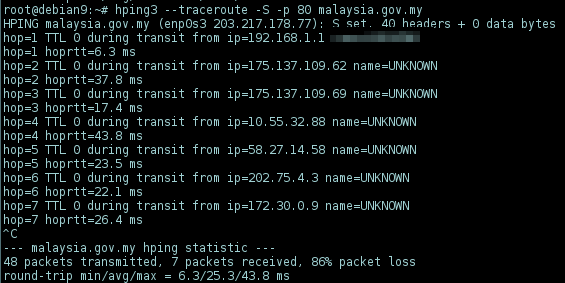 root@debian9:~# hping3 --traceroute -S -p 80 malaysia.gov.my
HPING malaysia.gov.my (enp0s3 203.217.178.77): S set, 40 headers + 0 data bytes
hop=1 TTL 0 during transit from ip=192.168.1.1
hop=1 hoprtt=6.3 ms
hop=2 TTL 0 during transit from ip=175.137.109.62 name=UNKNOWN
hop=2 hoprtt=37.8 ms
hop=3 TTL 0 during transit from ip=175.137.109.69 name=UNKNOWN
hop=3 hoprtt=17.4 ms
hop=4 TTL 0 during transit from ip=10.55.32.88 name=UNKNOWN
hop=4 hoprtt=43.8 ms
hop=5 TTL 0 during transit from ip=58.27.14.58 name=UNKNOWN
hop=5 hoprtt=23.5 ms
hop=6 TTL 0 during transit from ip=202.75.4.3 name=UNKNOWN
hop=6 hoprtt=22.1 ms
hop=7 TTL 0 during transit from ip=172.30.0.9 name=UNKNOWN
hop=7 hoprtt=26.4 ms
^C
--- malaysia.gov.my hping statistic ---
48 packets transmitted, 7 packets received, 86% packet loss
round-trip min/avg/max = 6.3/25.3/43.8 ms